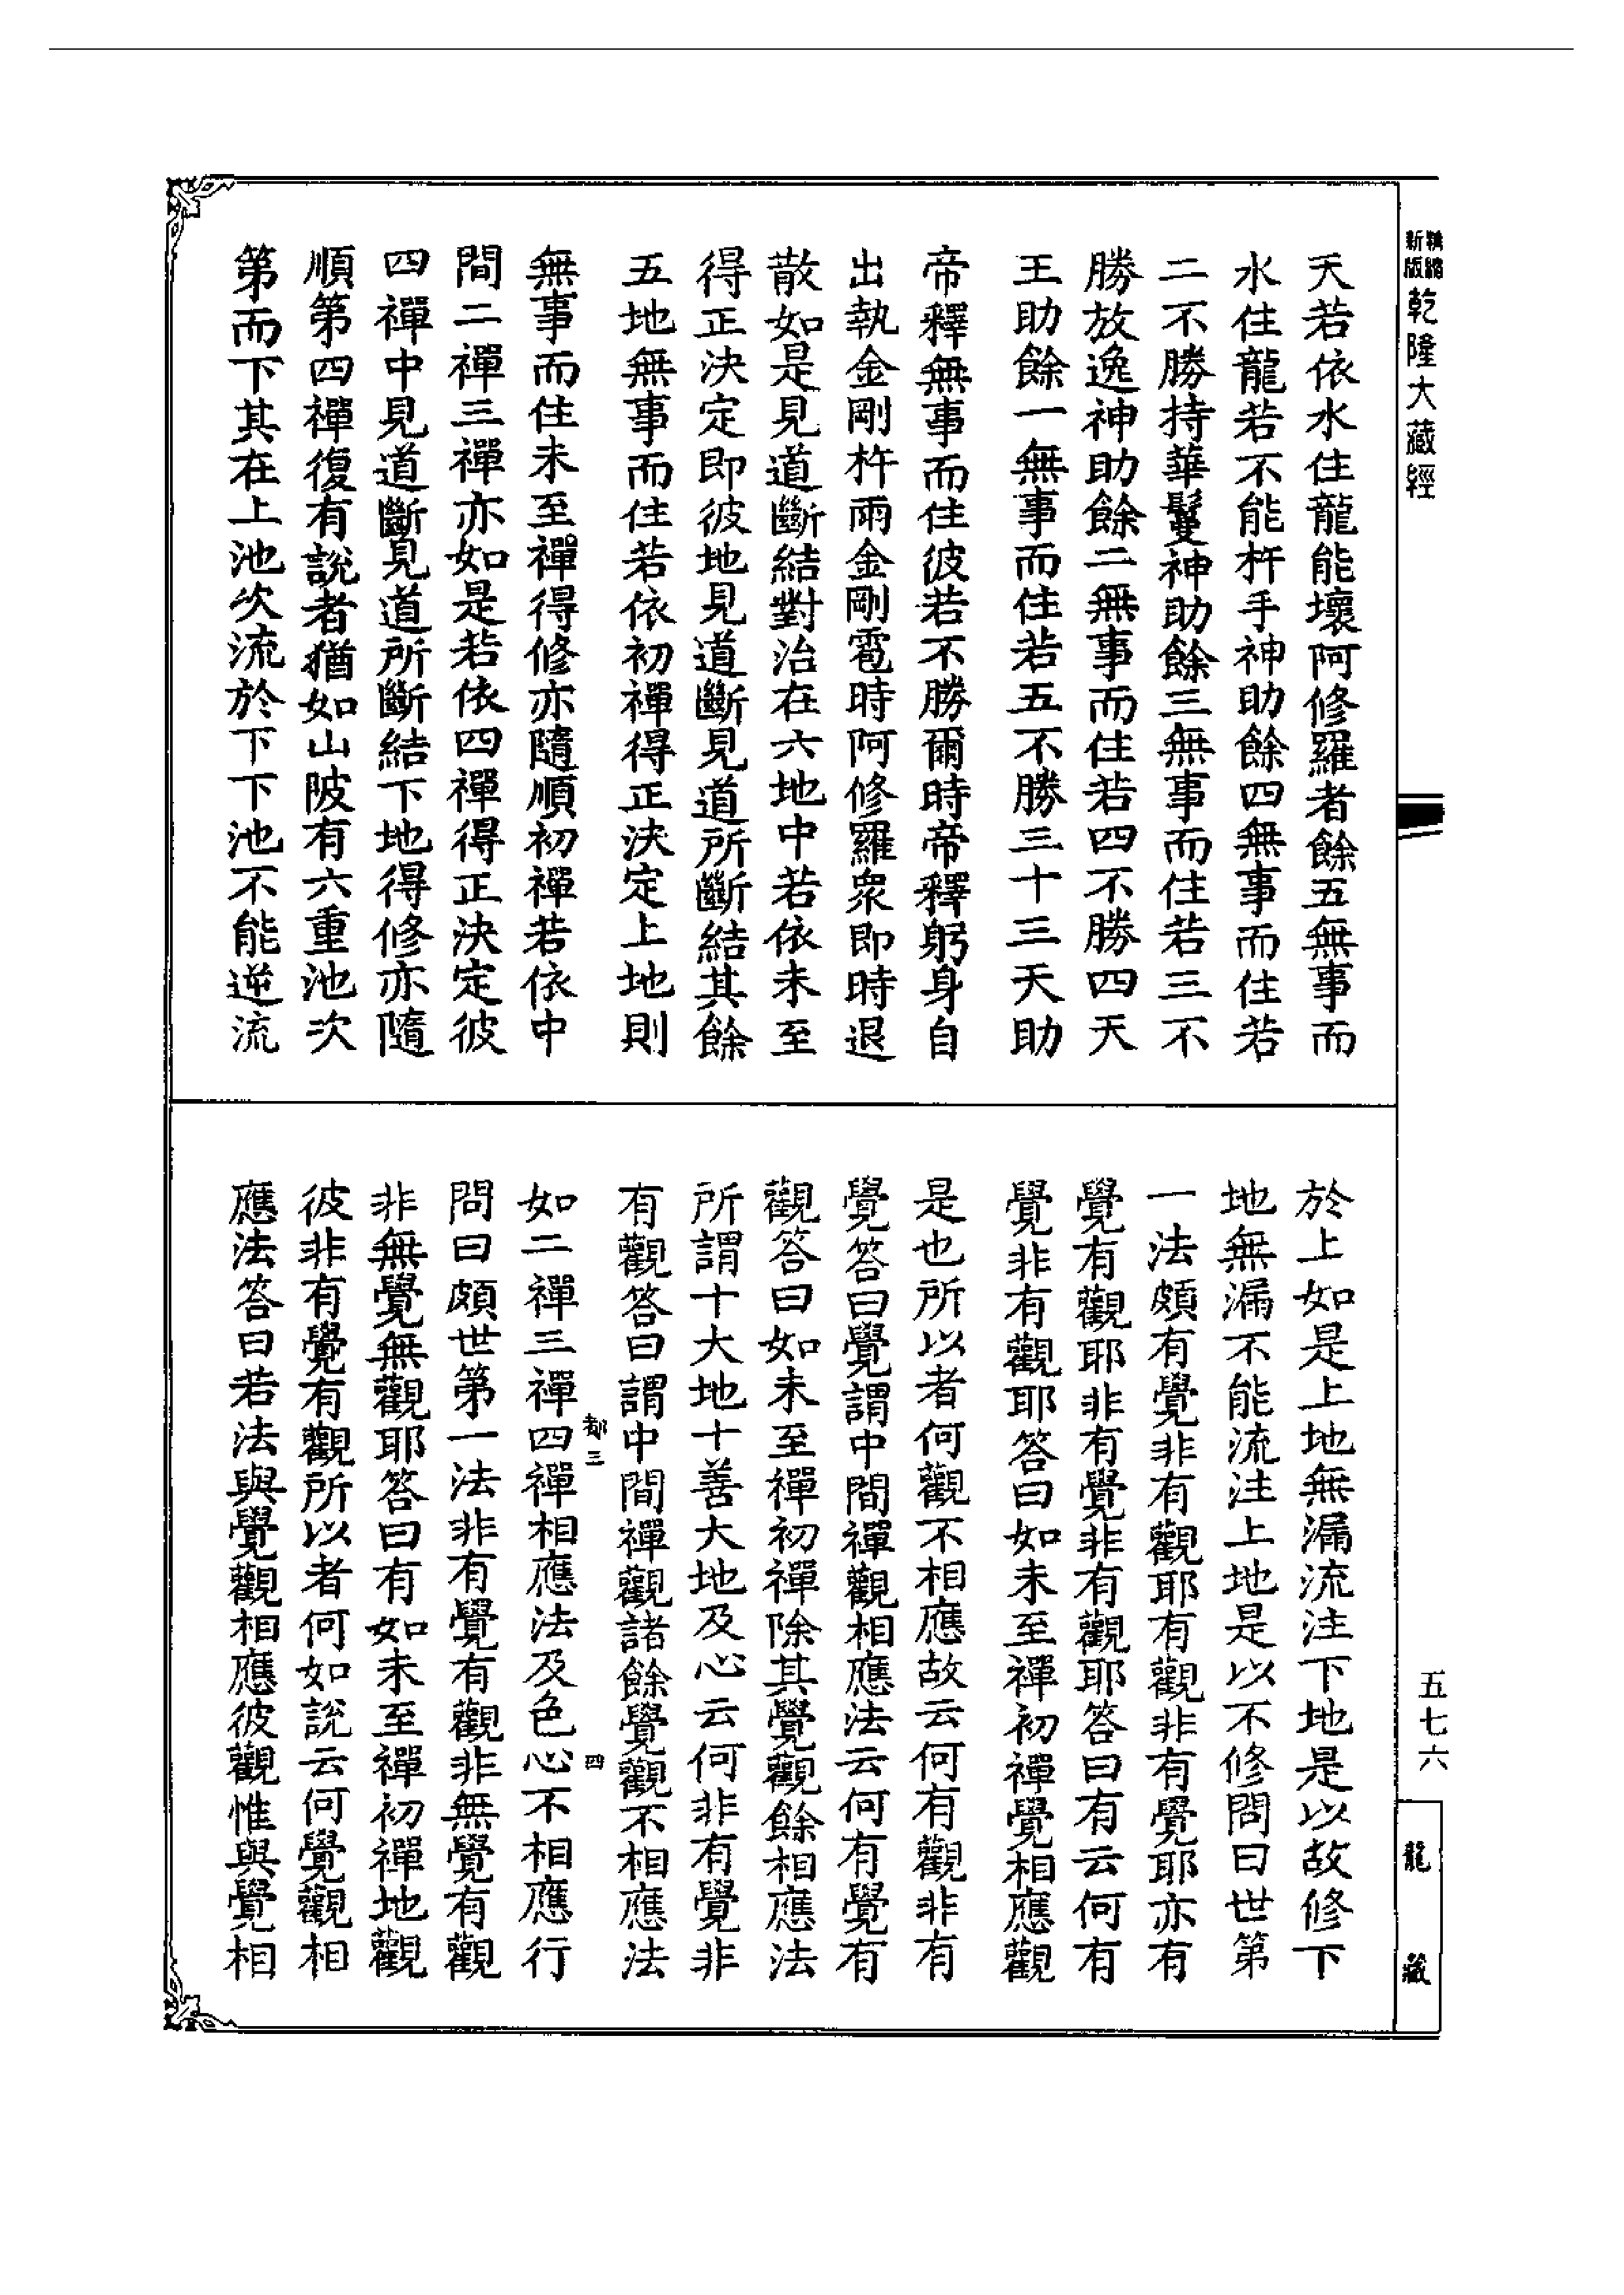 精縮新版乾隆大藏經
天若依水住龍能壞阿修羅者餘五無事而
水住龍若不能杵手神助餘四無事而住若
二不勝持華鬘神助餘三無事而住若三不
勝放逸神助餘二無事而住若四不勝四天
王助餘一無事而住若五不勝三十三天助
帝釋無事而住彼若不勝爾時帝釋躬身自
出執金剛杵雨金剛雹時阿修羅衆即時退
散如是見道斷結對治在六地中若依未至
得正決定即彼地見道斷見道所斷結其餘
五地無事而住若依初禪得正決定上地則
無事而住未至禪得修亦隨順初禪若依中
間二禪三禪亦如是若依四禪得正決定彼
四禪中見道斷見道所斷結下地得修亦隨
順第四禪復有說者猶如山陂有六重池次
第而下其在上池次流於下下池不能逆流
於上如是上地無漏流注下地是以故修下
地無漏不能流注上地是以不修問曰世第
一法頗有覺非有觀耶有觀非有覺耶亦有
覺有觀耶非有覺非有觀耶答曰有云何有
覺非有觀耶答曰如未至禪初禪覺相應觀
是也所以者何觀不相應故云何有觀非有
覺答曰覺謂中間禪觀相應法云何有覺有
觀答曰如未至禪初禪除其覺觀餘相應法
所謂十大地十善大地及心云何非有覺非
有觀答曰謂中間禪觀諸餘覺觀不相應法
都三
四
如二禪三禪四禪相應法及色心不相應行
問曰頗世第一法非有覺有觀非無覺有觀
非無覺無觀耶答曰有如未至禪初禪地觀
彼非有覺有觀所以者何如說云何覺觀相
應法答曰若法與覺觀相應彼觀惟與覺相
五七六
龍藏